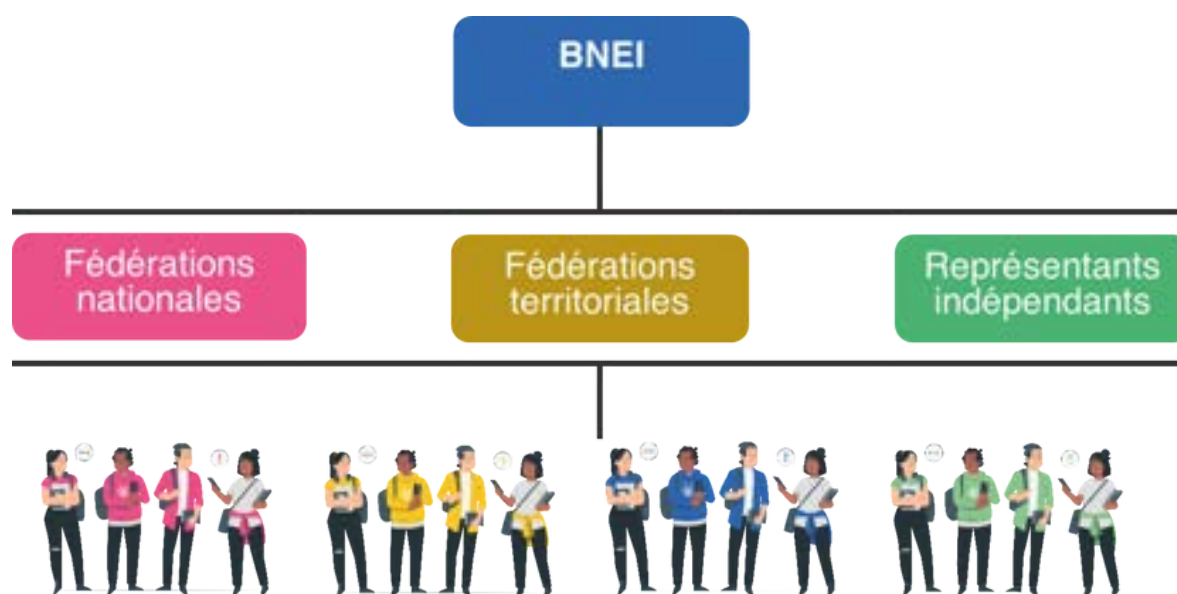 BNEI
Fédérations
nationales
Fédérations
territoriales
Représentants
indépendants